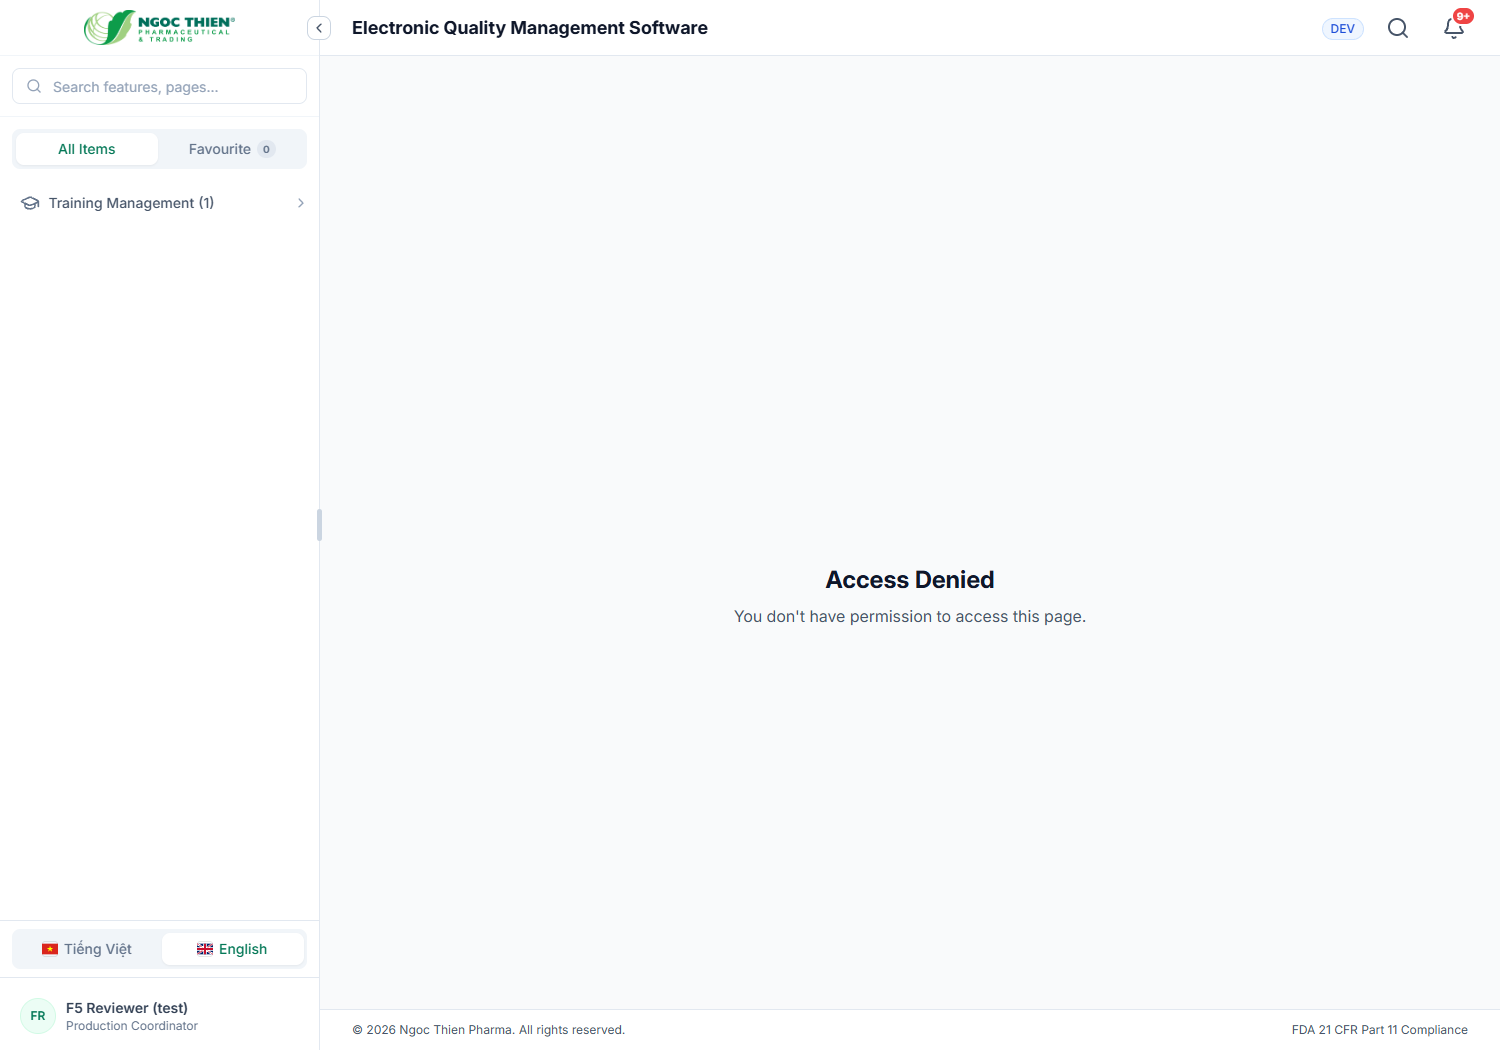 NGOC THIEN®
PHARMACEUTICAL
& TRADING
Electronic Quality Management Software
DEV
9+
Search features, pages...
All Items
Favourite 0
Training Management (1)
Access Denied
You don't have permission to access this page.
Tiếng Việt
English
FR
F5 Reviewer (test)
Production Coordinator
© 2026 Ngoc Thien Pharma. All rights reserved.
FDA 21 CFR Part 11 Compliance